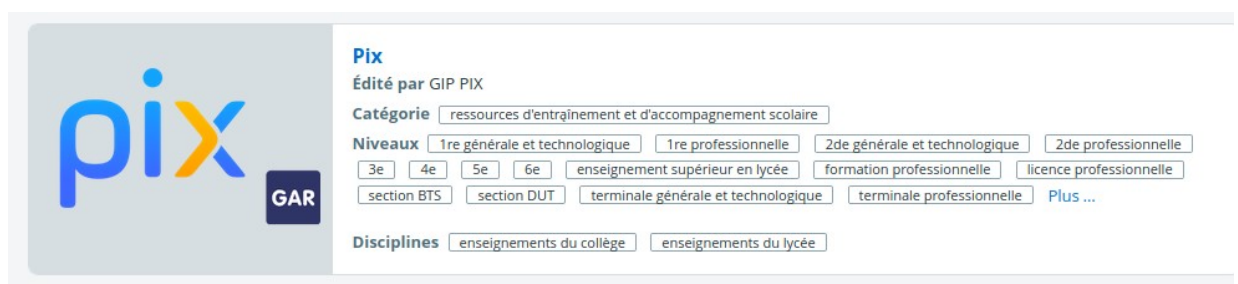 pix
GAR
Pix
Édité par GIP PIX
Catégorie ressources d'entraînement et d'accompagnement scolaire
Niveaux 1re générale et technologique 1re professionnelle 2de générale et technologique 2de professionnelle
3e 4e 5e 6e enseignement supérieur en lycée formation professionnelle licence professionnelle
section BTS section DUT terminale générale et technologique terminale professionnelle Plus ...
Disciplines enseignements du collège enseignements du lycée